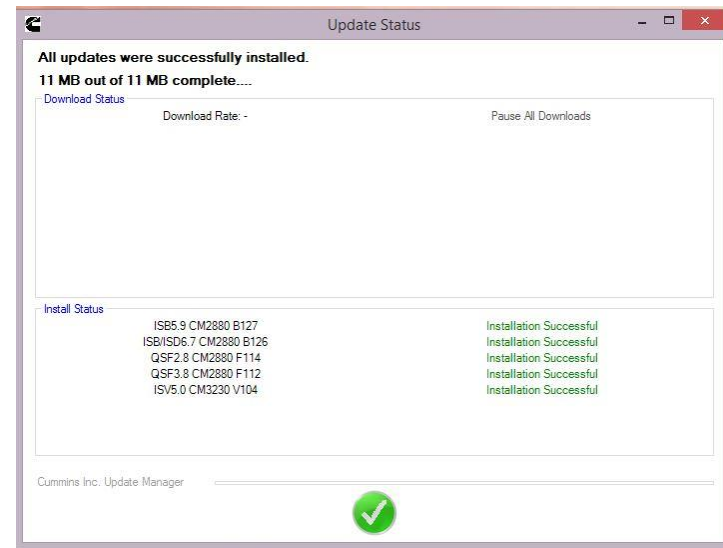 Update Status
All updates were successfully installed.
11 MB out of 11 MB complete....
Download Status
Download Rate: - Pause All Downloads
Install Status
ISB5.9 CM2880 B127 Installation Successful
ISB/ISD6.7 CM2880 B126 Installation Successful
QSF2.8 CM2880 F114 Installation Successful
QSF3.8 CM2880 F112 Installation Successful
ISV5.0 CM3230 V104 Installation Successful
Cummins Inc. Update Manager